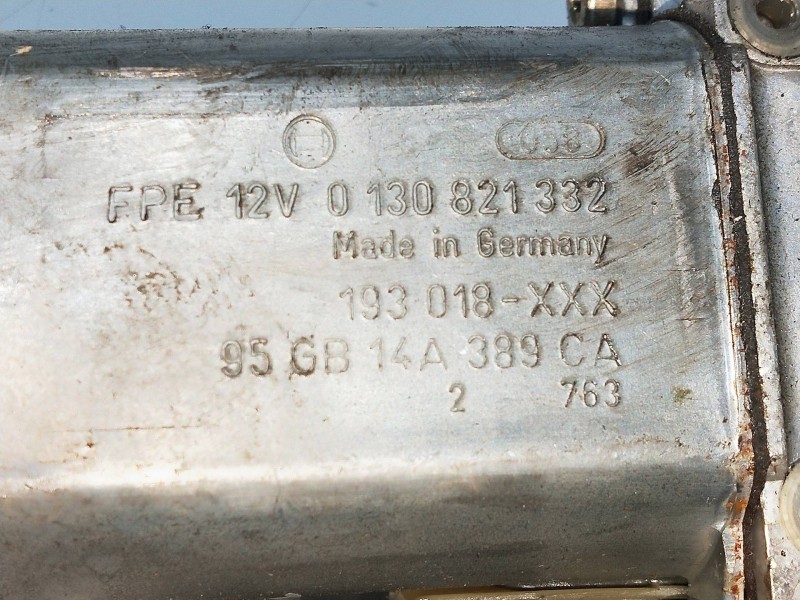 FPE 12V 0 130 821 332
Made in Germany
193 018-XXX
95 GB 14A 389 CA
2 763